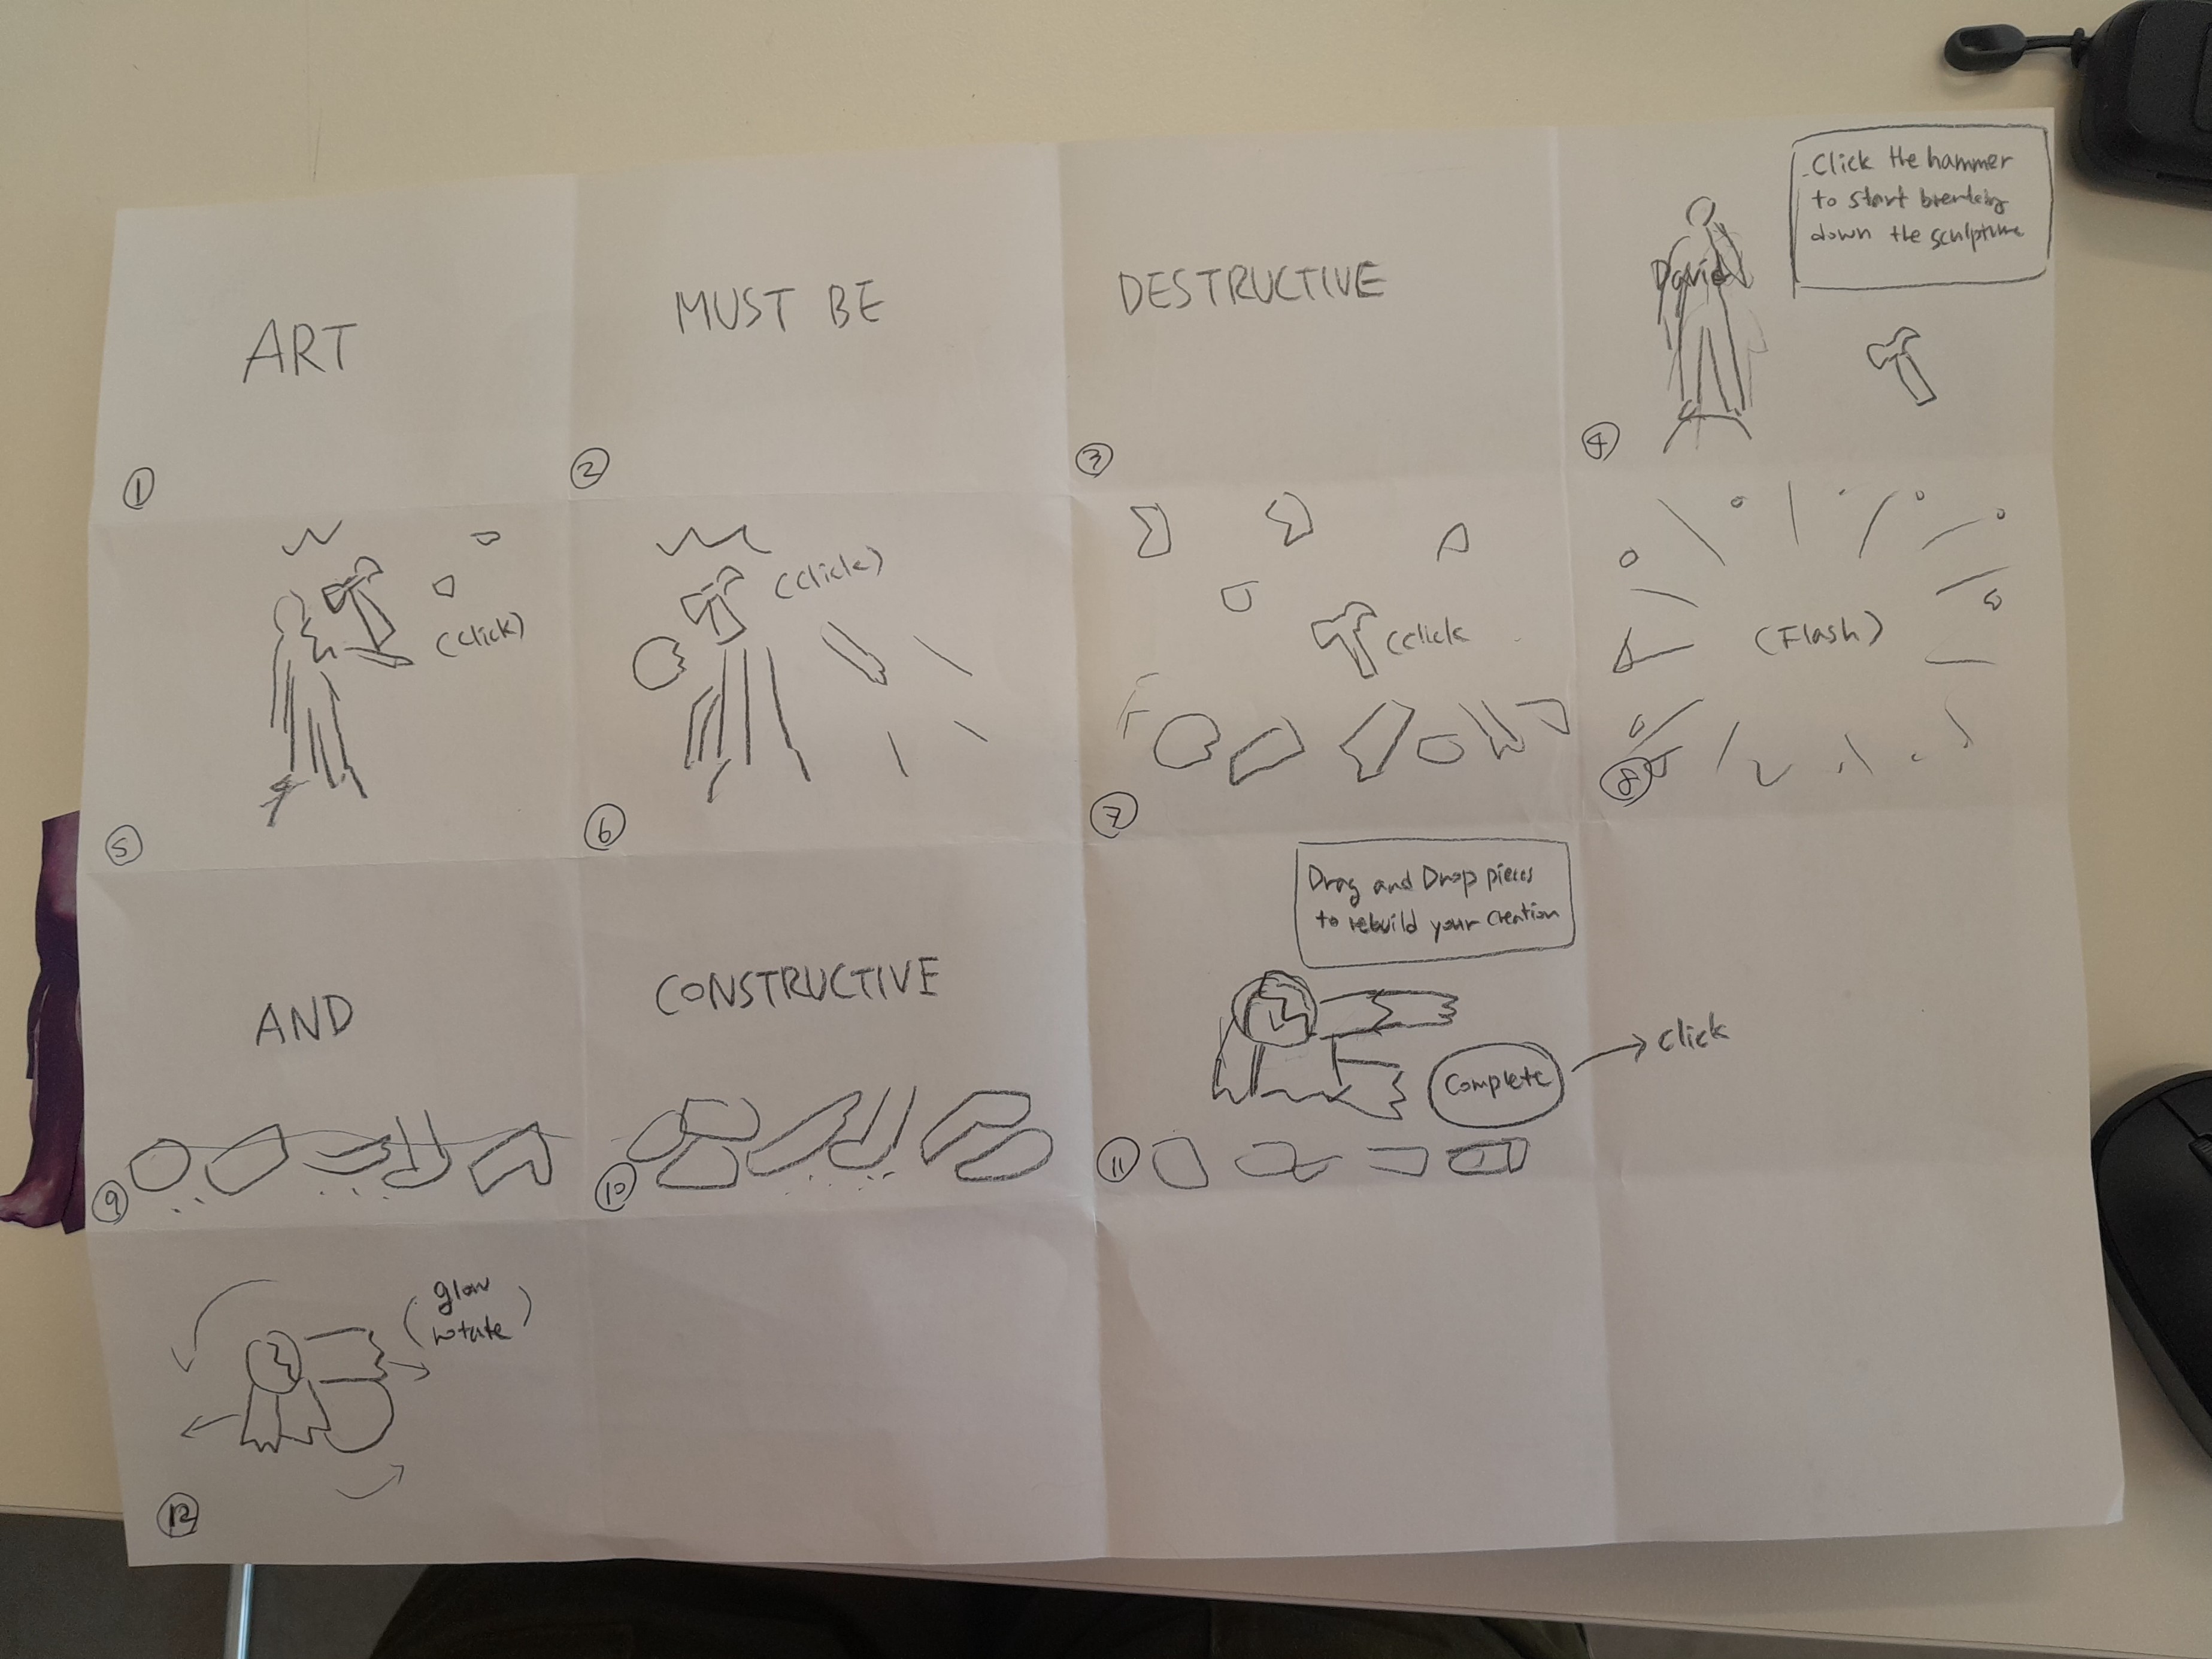 ART
①
MUST BE
②
DESTRUCTIVE
③
Click the hammer
to start breaking
down the sculpture
David
④
(Click)
⑤
(Click)
⑥
(Click
⑦
(Flash)
⑧
AND
⑨
CONSTRUCTIVE
⑩
Drag and Drop pieces
to rebuild your Creation
Complete
Click
⑪
(glow
rotate)
⑫